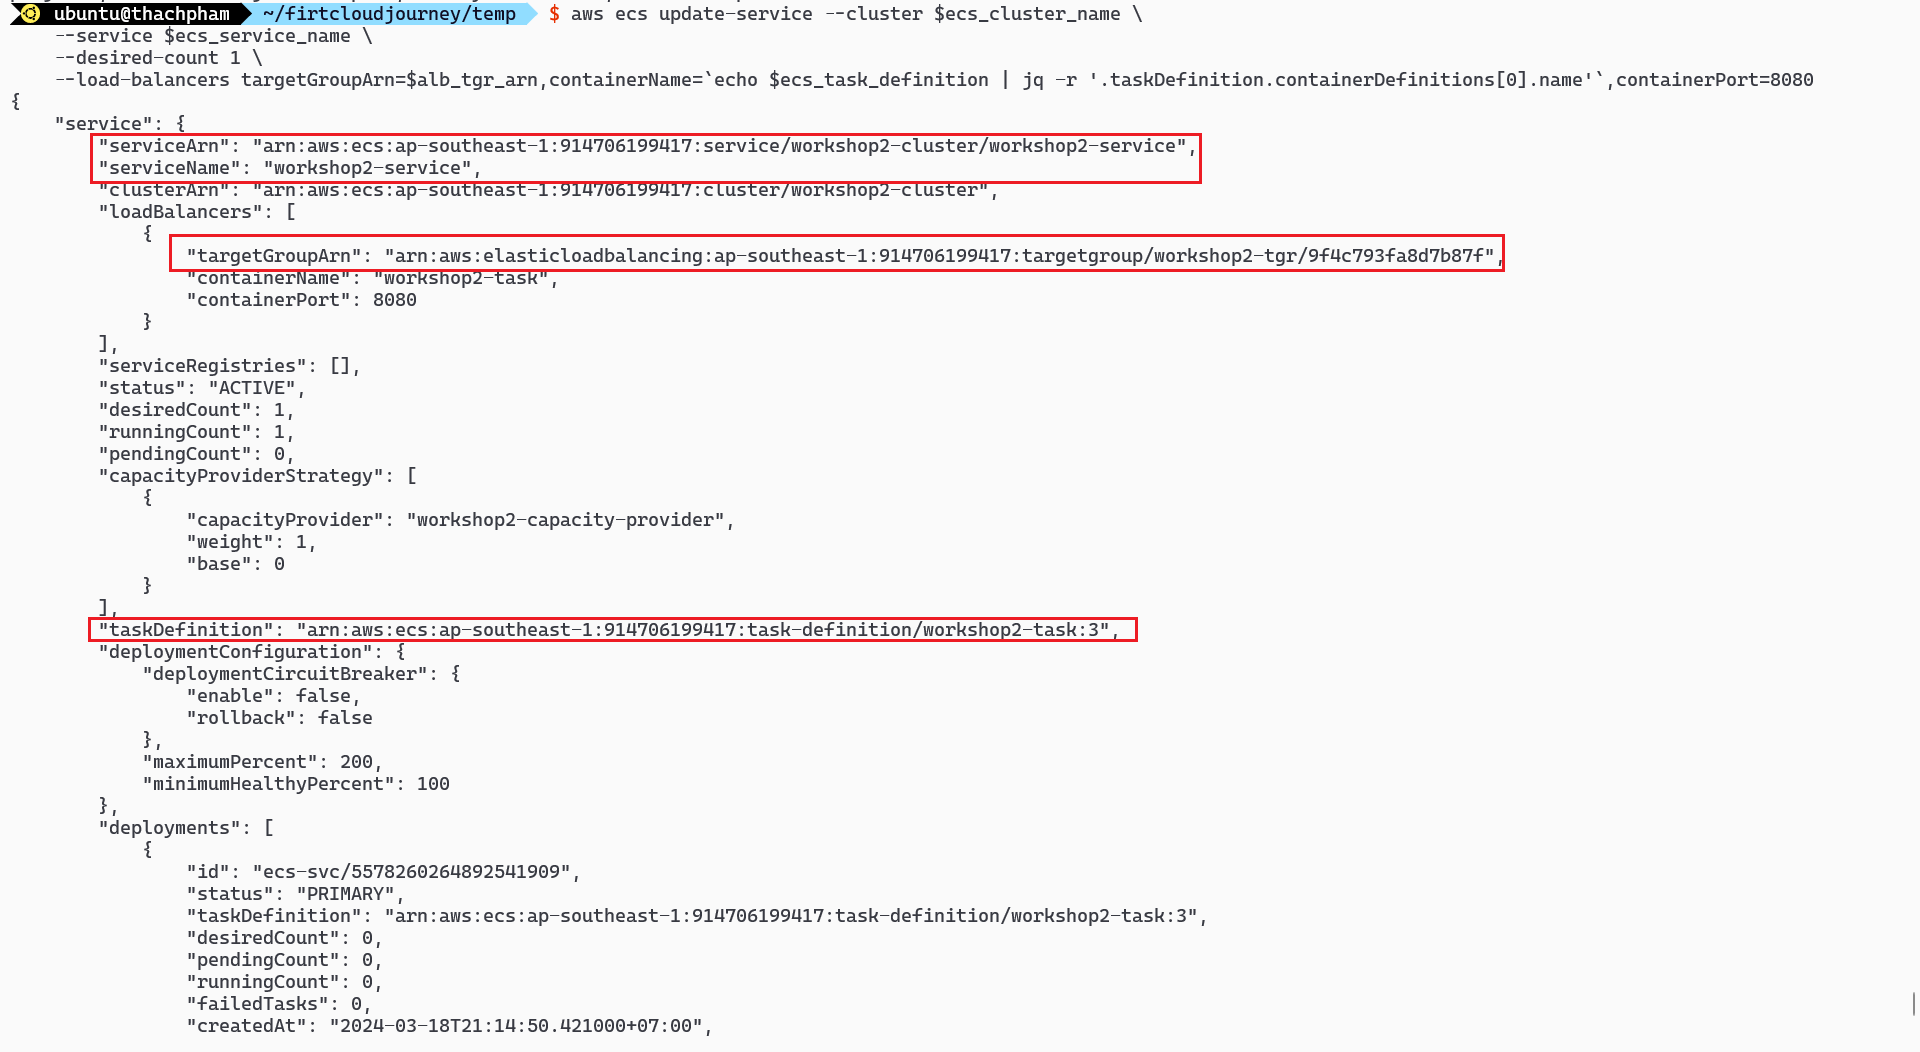 ubuntu@thachpham ~/firtcloudjourney/temp $ aws ecs update-service --cluster $ecs_cluster_name \
    --service $ecs_service_name \
    --desired-count 1 \
    --load-balancers targetGroupArn=$alb_tgr_arn,containerName=`echo $ecs_task_definition | jq -r '.taskDefinition.containerDefinitions[0].name'`,containerPort=8080
{
    "service": {
        "serviceArn": "arn:aws:ecs:ap-southeast-1:914706199417:service/workshop2-cluster/workshop2-service",
        "serviceName": "workshop2-service",
        "clusterArn": "arn:aws:ecs:ap-southeast-1:914706199417:cluster/workshop2-cluster",
        "loadBalancers": [
            {
                "targetGroupArn": "arn:aws:elasticloadbalancing:ap-southeast-1:914706199417:targetgroup/workshop2-tgr/9f4c793fa8d7b87f",
                "containerName": "workshop2-task",
                "containerPort": 8080
            }
        ],
        "serviceRegistries": [],
        "status": "ACTIVE",
        "desiredCount": 1,
        "runningCount": 1,
        "pendingCount": 0,
        "capacityProviderStrategy": [
            {
                "capacityProvider": "workshop2-capacity-provider",
                "weight": 1,
                "base": 0
            }
        ],
        "taskDefinition": "arn:aws:ecs:ap-southeast-1:914706199417:task-definition/workshop2-task:3",
        "deploymentConfiguration": {
            "deploymentCircuitBreaker": {
                "enable": false,
                "rollback": false
            },
            "maximumPercent": 200,
            "minimumHealthyPercent": 100
        },
        "deployments": [
            {
                "id": "ecs-svc/5578260264892541909",
                "status": "PRIMARY",
                "taskDefinition": "arn:aws:ecs:ap-southeast-1:914706199417:task-definition/workshop2-task:3",
                "desiredCount": 0,
                "pendingCount": 0,
                "runningCount": 0,
                "failedTasks": 0,
                "createdAt": "2024-03-18T21:14:50.421000+07:00",